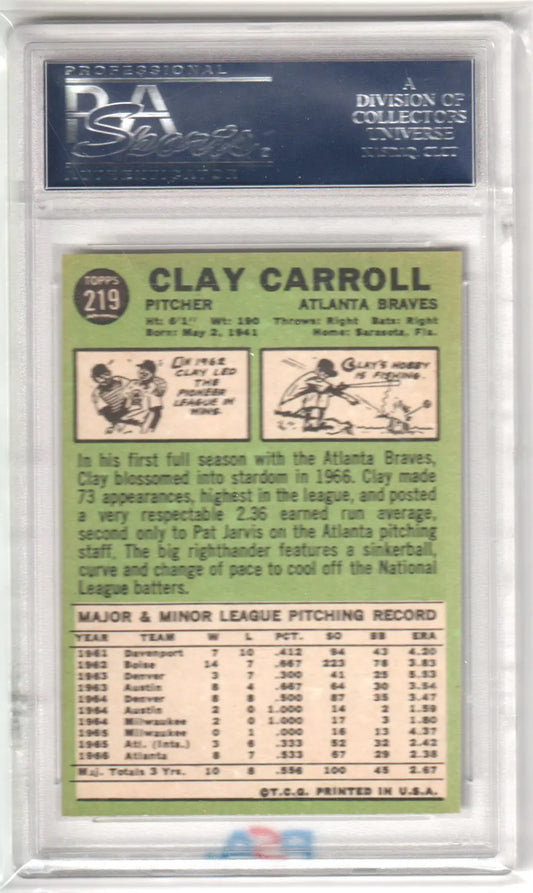 PROFESSIONAL
PSA
Sports
AUTHENTICATOR
A
DIVISION OF
COLLECTORS
UNIVERSE
NASDAQ: CLCT
TOPPS
219
CLAY CARROLL
PITCHER ATLANTA BRAVES
Ht: 6'1" Wt: 190 Throws: Right Bats: Right
Born: May 2, 1941 Home: Sarasota, Fla.
IN 1962
CLAY LED
THE
PIONEER
LEAGUE IN
WINS.
CLAY'S HOBBY
IS FISHING.
In his first full season with the Atlanta Braves,
Clay blossomed into stardom in 1966. Clay made
73 appearances, highest in the league, and posted
a very respectable 2.36 earned run average,
second only to Pat Jarvis on the Atlanta pitching
staff. The big righthander features a sinkerball,
curve and change of pace to cool off the National
League batters.
MAJOR & MINOR LEAGUE PITCHING RECORD
YEAR TEAM W L PCT. SO BB ERA
1961 Davenport 7 10 .412 94 43 4.20
1962 Boise 14 7 .667 223 78 3.83
1963 Denver 3 7 .300 41 25 5.53
1963 Austin 8 4 .667 64 30 3.54
1964 Denver 8 8 .500 87 35 3.47
1964 Austin 2 0 1.000 14 2 1.59
1964 Milwaukee 2 0 1.000 17 3 1.80
1965 Milwaukee 0 1 .000 16 13 4.37
1965 Atl. (Ints.) 3 6 .333 52 32 2.42
1966 Atlanta 8 7 .533 67 29 2.38
Maj. Totals 3 Yrs. 10 8 .556 100 45 2.67
©T.C.G. PRINTED IN U.S.A.
PSA